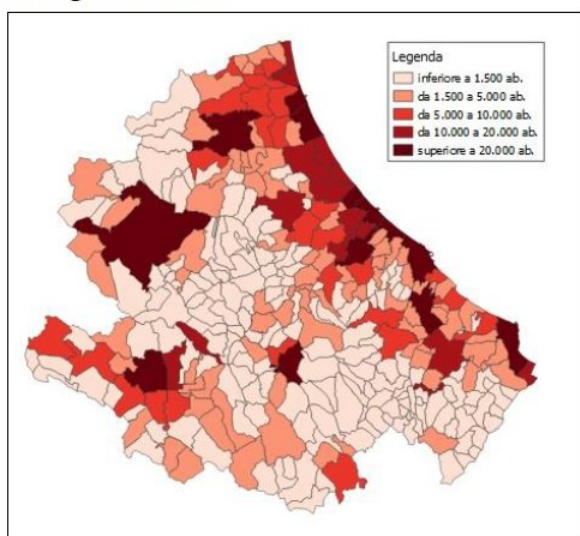 Legenda
inferiore a 1.500 ab.
da 1.500 a 5.000 ab.
da 5.000 a 10.000 ab.
da 10.000 a 20.000 ab.
superiore a 20.000 ab.